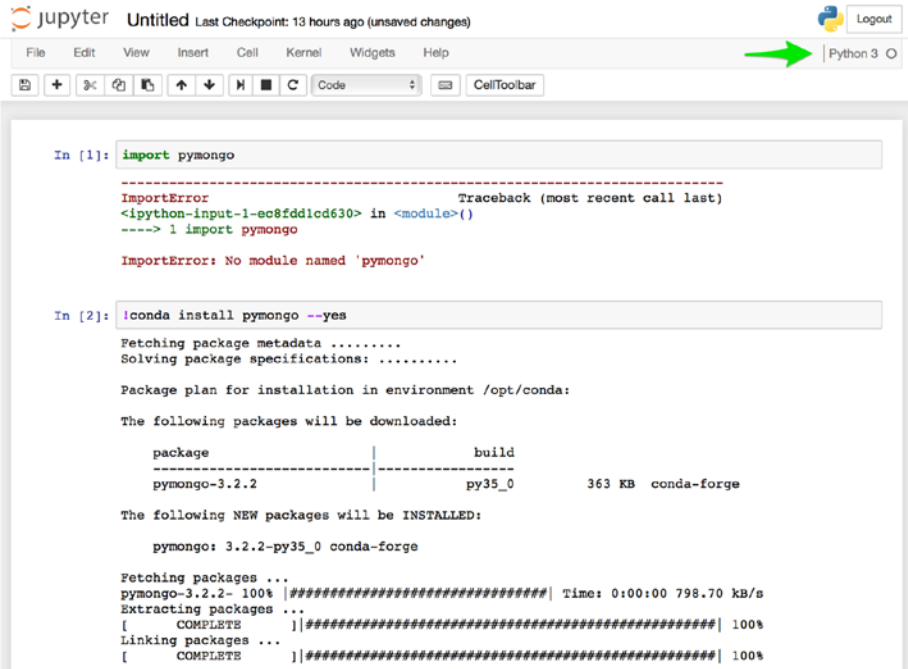 jupyter Untitled Last Checkpoint: 13 hours ago (unsaved changes) Logout
File Edit View Insert Cell Kernel Widgets Help Python 3
Code CellToolbar
In [1]: import pymongo
---------------------------------------------------------------------------
ImportError Traceback (most recent call last)
<ipython-input-1-ec8fdd1cd630> in <module>()
----> 1 import pymongo
ImportError: No module named 'pymongo'
In [2]: !conda install pymongo --yes
Fetching package metadata .........
Solving package specifications: ..........
Package plan for installation in environment /opt/conda:
The following packages will be downloaded:
package | build
---------------------------|-----------------
pymongo-3.2.2 | py35_0 363 KB conda-forge
The following NEW packages will be INSTALLED:
pymongo: 3.2.2-py35_0 conda-forge
Fetching packages ...
pymongo-3.2.2- 100% |################################| Time: 0:00:00 798.70 kB/s
Extracting packages ...
[ COMPLETE ]|###################################################| 100%
Linking packages ...
[ COMPLETE ]|###################################################| 100%